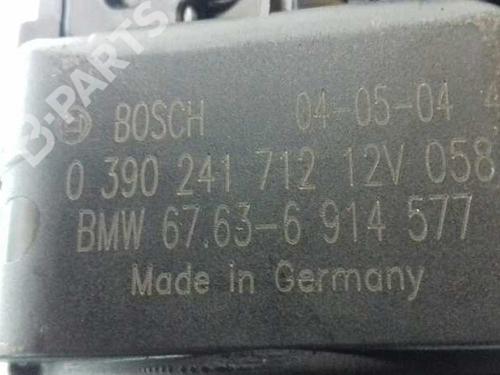 BOSCH 04-05-04 4
0 390 241 712 12V 058
BMW 67.63-6 914 577
Made in Germany
B-PARTS